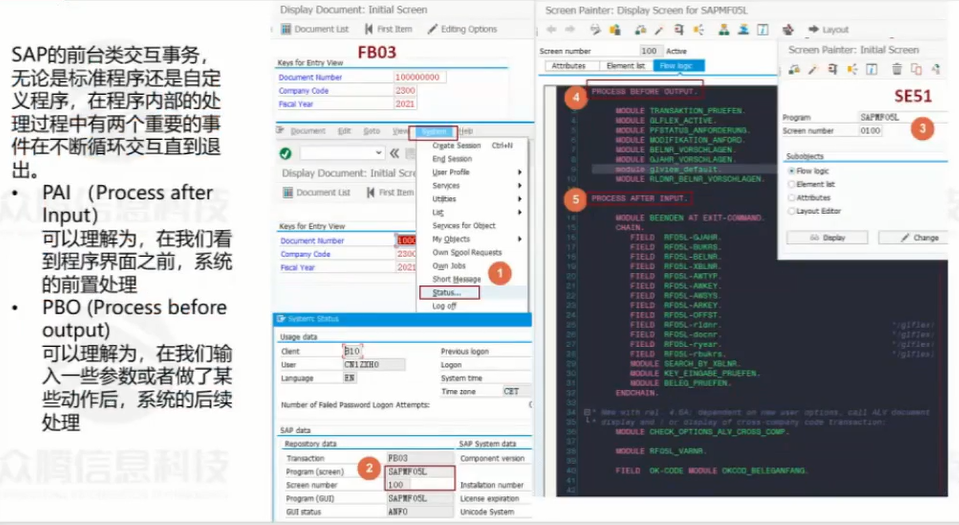 SAP的前台类交互事务,
无论是标准程序还是自定
义程序，在程序内部的处
理过程中有两个重要的事
件在不断循环交互直到退
出。
• PAI （Process after
Input）
可以理解为，在我们看
到程序界面之前，系统
的前置处理
• PBO (Process before
output)
可以理解为，在我们输
入一些参数或者做了某
些动作后，系统的后续
处理
众腾信息科技
Display Document: Initial Screen
Document List First Item Editing Options
FB03
Keys for Entry View
Document Number 100000000
Company Code 2300
Fiscal Year 2021
Document Edit Goto View System Help
Create Session Ctrl+N
End Session
User Profile
Services
Utilities
List
Services for Object
My Objects
Own Spool Requests
Own Jobs
Short Message
Status...
Log off
1
Display Document: Initial Scre
Document List First Item
Keys for Entry View
Document Number 1000
Company Code 2300
Fiscal Year 2021
System: Status
Usage data
Client B10 Previous logon
User CN1ZXH0 Logon
Language EN System time
Time zone CET
Number of Failed Password Logon Attempts:
SAP data
Repository data SAP System data
Transaction FB03 Component version
2
Program (screen) SAPMF05L
Screen number 100 Installation number
Program (GUI) SAPMF05L License expiration
GUI status ANFO Unicode System
Screen Painter: Display Screen for SAPMF05L
Layout
Screen number 100 Active
Attributes Element list Flow logic
4
PROCESS BEFORE OUTPUT.
MODULE TRANSAKTION_PRUEFEN.
MODULE GLFLEX_ACTIVE.
MODULE PFSTATUS_ANFORDERUNG.
MODULE MODIFIKATION_ANFORD.
MODULE BELNR_VORSCHLAGEN.
MODULE GJAHR_VORSCHLAGEN.
module glview_default.
MODULE RLDNR_BELNR_VORSCHLAGEN.
5
PROCESS AFTER INPUT.
MODULE BEENDEN AT EXIT-COMMAND.
CHAIN.
FIELD RF05L-GJAHR.
FIELD RF05L-BUKRS.
FIELD RF05L-BELNR.
FIELD RF05L-XBLNR.
FIELD RF05L-AWTYP.
FIELD RF05L-AWKEY.
FIELD RF05L-AWSYS.
FIELD RF05L-ARKEY.
FIELD RF05L-OFFST.
FIELD RF05L-rldnr.
FIELD RF05L-docnr.
FIELD RF05L-ryear.
FIELD RF05L-rbukrs.
MODULE SEARCH_BY_XBLNR.
MODULE KEY_EINGABE_PRUEFEN.
MODULE BELEG_PRUEFEN.
ENDCHAIN.
* New with rel 4.6A: dependent on new user options, call ALV document
* display and / or display of cross-company code transaction:
MODULE CHECK_OPTIONS_ALV_CROSS_COMP.
MODULE RF05L_VARNR.
FIELD OK-CODE MODULE OKCOD_BELEGANFANG.
Screen Painter: Initial Screen
SE51
Program SAPMF05L
Screen number 0100
3
Subobjects
Flow logic
Element list
Attributes
Layout Editor
Display Change